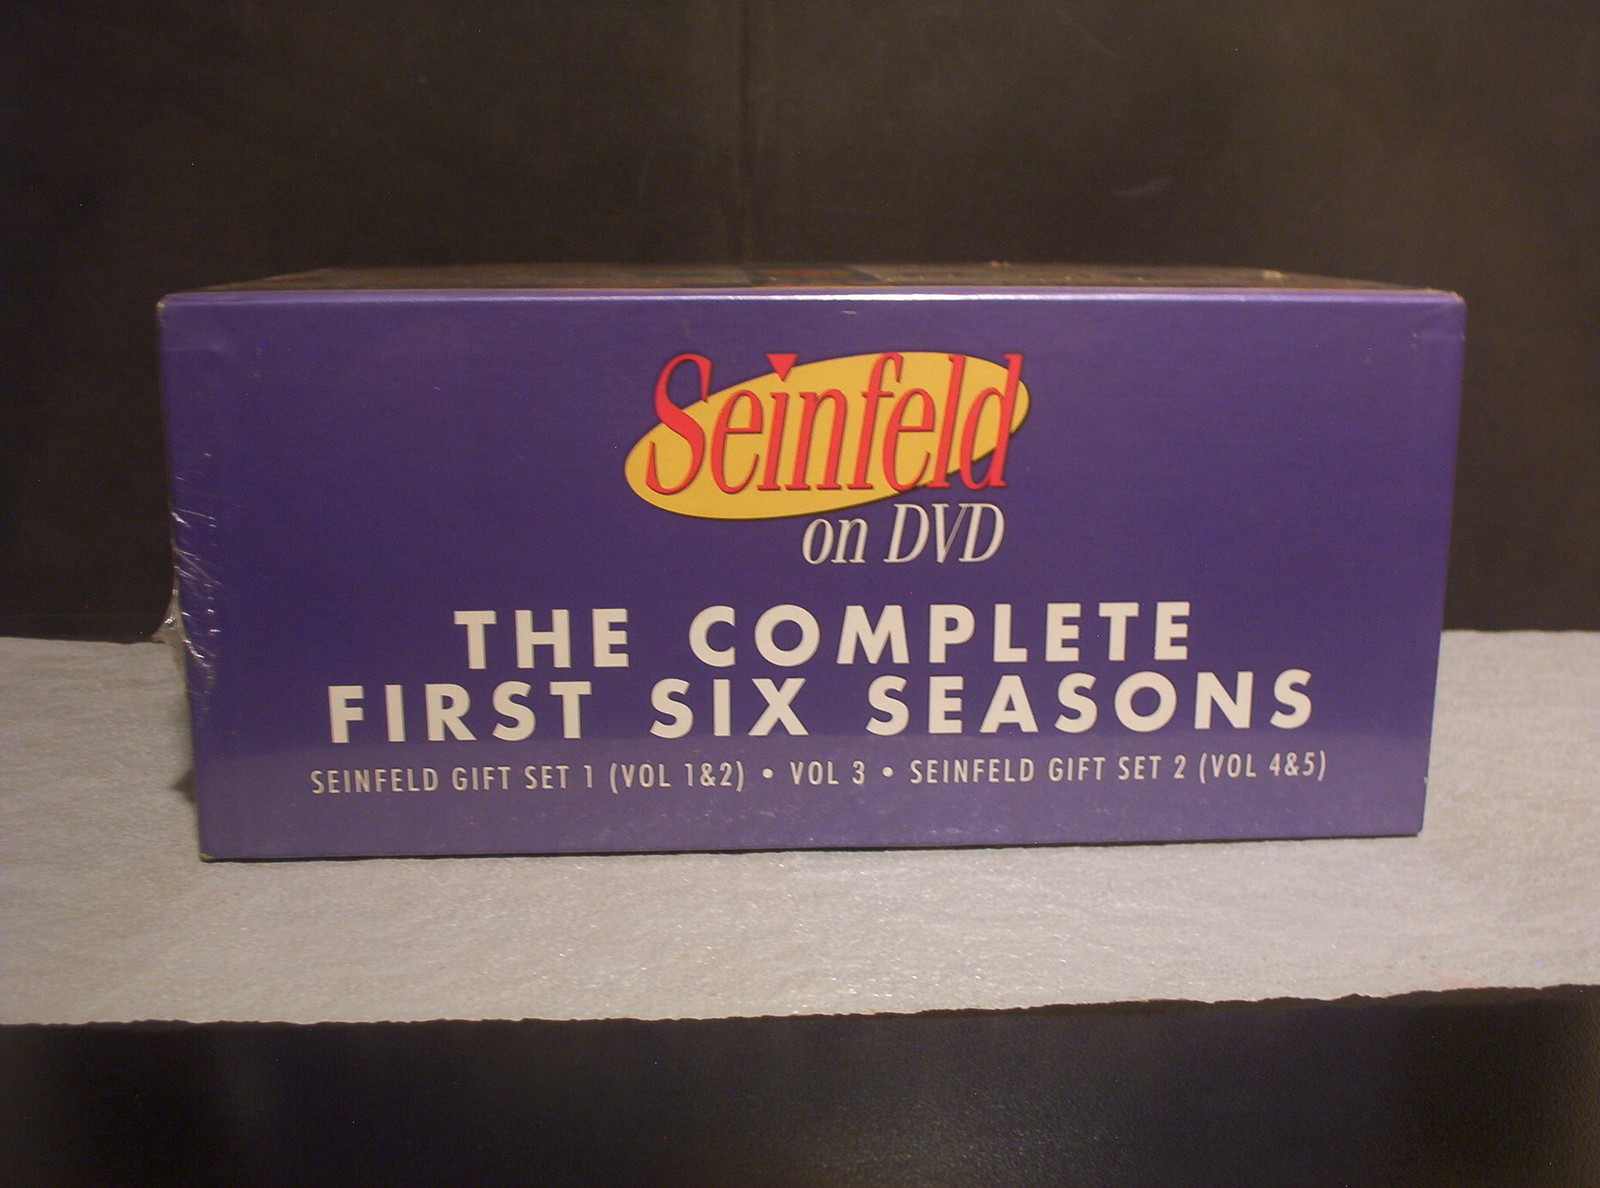 Seinfeld
on DVD
THE COMPLETE
FIRST SIX SEASONS
SEINFELD GIFT SET 1 (VOL 1&2) • VOL 3 • SEINFELD GIFT SET 2 (VOL 4&5)